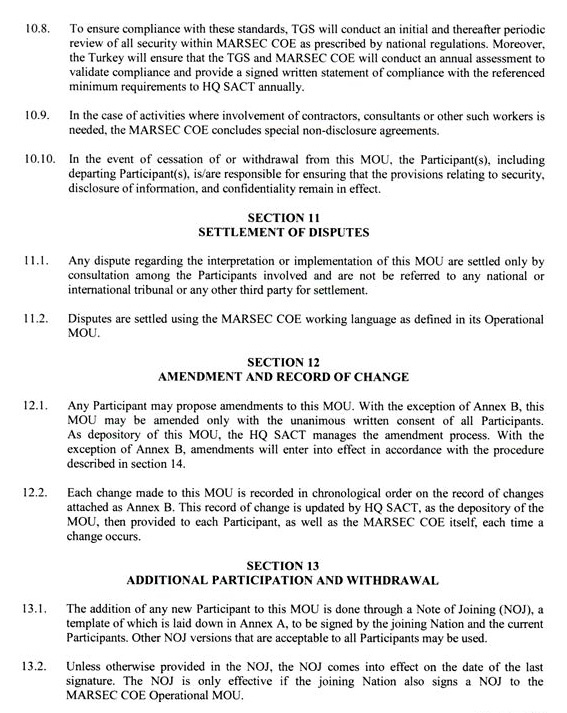 10.8. To ensure compliance with these standards, TGS will conduct an initial and thereafter periodic
review of all security within MARSEC COE as prescribed by national regulations. Moreover,
the Turkey will ensure that the TGS and MARSEC COE will conduct an annual assessment to
validate compliance and provide a signed written statement of compliance with the referenced
minimum requirements to HQ SACT annually.
10.9. In the case of activities where involvement of contractors, consultants or other such workers is
needed, the MARSEC COE concludes special non-disclosure agreements.
10.10. In the event of cessation of or withdrawal from this MOU, the Participant(s), including
departing Participant(s), is/are responsible for ensuring that the provisions relating to security,
disclosure of information, and confidentiality remain in effect.
SECTION 11
SETTLEMENT OF DISPUTES
11.1. Any dispute regarding the interpretation or implementation of this MOU are settled only by
consultation among the Participants involved and are not be referred to any national or
international tribunal or any other third party for settlement.
11.2. Disputes are settled using the MARSEC COE working language as defined in its Operational
MOU.
SECTION 12
AMENDMENT AND RECORD OF CHANGE
12.1. Any Participant may propose amendments to this MOU. With the exception of Annex B, this
MOU may be amended only with the unanimous written consent of all Participants.
As depository of this MOU, the HQ SACT manages the amendment process. With the
exception of Annex B, amendments will enter into effect in accordance with the procedure
described in section 14.
12.2. Each change made to this MOU is recorded in chronological order on the record of changes
attached as Annex B. This record of change is updated by HQ SACT, as the depository of the
MOU, then provided to each Participant, as well as the MARSEC COE itself, each time a
change occurs.
SECTION 13
ADDITIONAL PARTICIPATION AND WITHDRAWAL
13.1. The addition of any new Participant to this MOU is done through a Note of Joining (NOJ), a
template of which is laid down in Annex A, to be signed by the joining Nation and the current
Participants. Other NOJ versions that are acceptable to all Participants may be used.
13.2. Unless otherwise provided in the NOJ, the NOJ comes into effect on the date of the last
signature. The NOJ is only effective if the joining Nation also signs a NOJ to the
MARSEC COE Operational MOU.